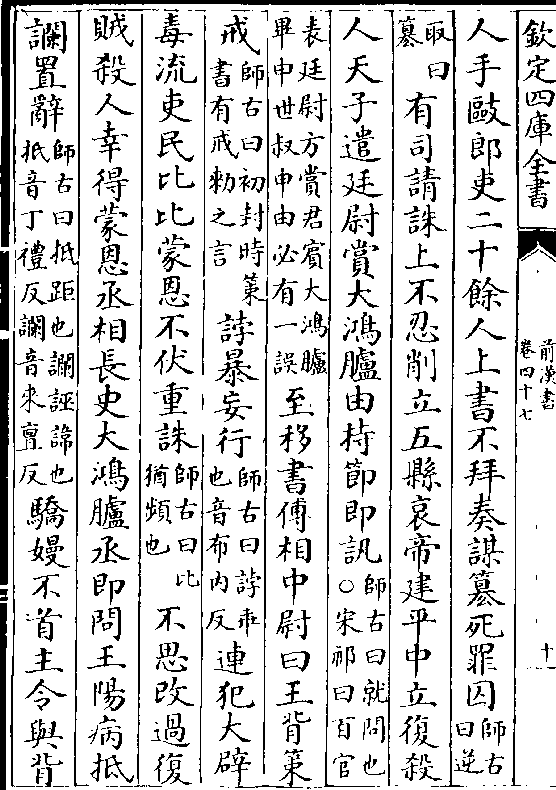 欽定四庫全書
前漢書
卷四十七
十一
人手敺郎吏二十餘人上書不拜奏謀簒死罪囚師古曰逆
取曰簒有司請誅上不忍削立五縣哀帝建平中立復殺
人天子遣廷尉賞大鴻臚由持節即訊師古曰就問也○宋祁曰百官
表廷尉方賞君賓大鴻臚畢申世叔申由必有一誤至移書傅相中尉曰王背策
戒師古曰初封時策書有戒勑之言誖暴妄行師古曰誖乖也音布内反連犯大辟
毒流吏民比比蒙恩不伏重誅師古曰比猶頻也不思改過復
賊殺人幸得蒙恩丞相長史大鴻臚丞即問王陽病抵
讕置辭師古曰抵距也讕誣諱也抵音丁禮反讕音來亶反驕嫚不首主令與背